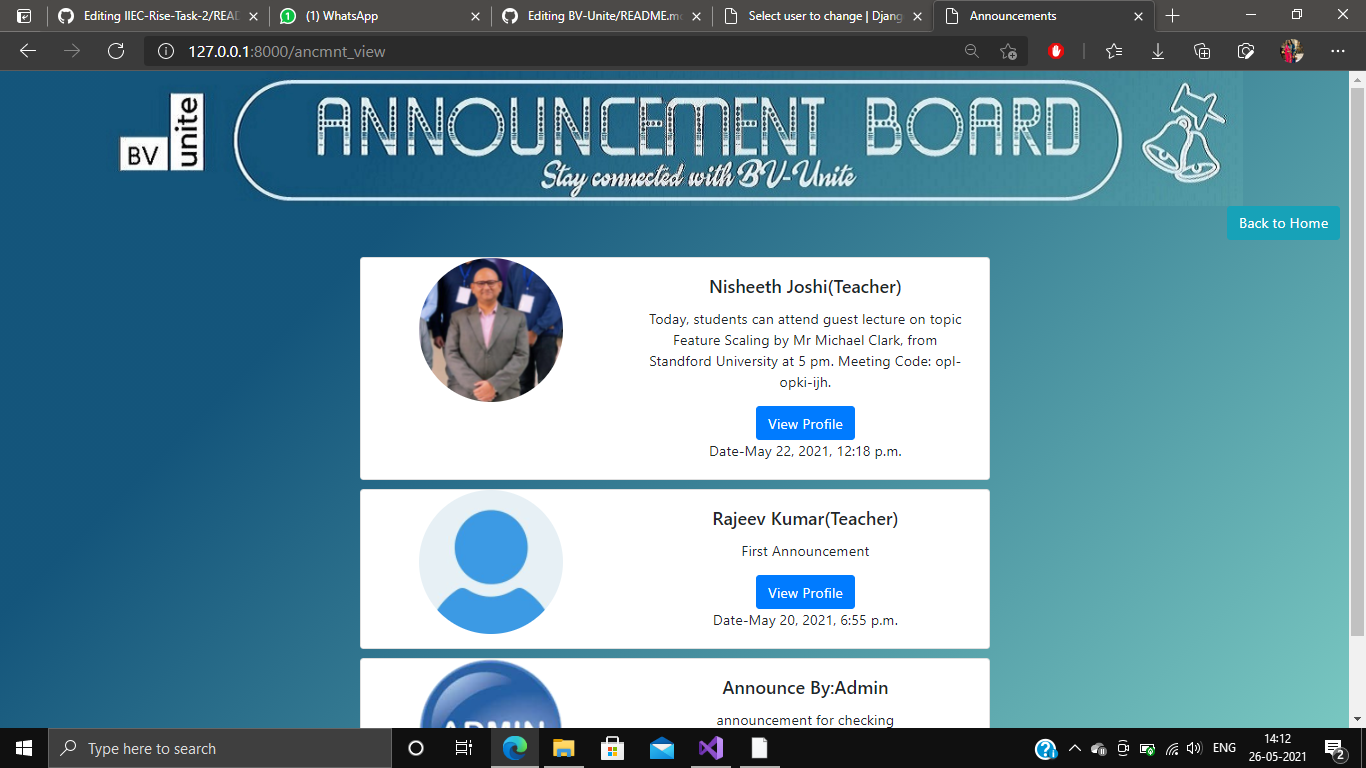 Editing IIEC-Rise-Task-2/READ
(1) WhatsApp
Editing BV-Unite/README.m
Select user to change | Djang
Announcements
127.0.0.1:8000/ancmnt_view
BV
unite
ANNOUNCEMENT BOARD
Stay connected with BV-Unite
Back to Home
Nisheeth Joshi(Teacher)
Today, students can attend guest lecture on topic
Feature Scaling by Mr Michael Clark, from
Standford University at 5 pm. Meeting Code: opl-
opki-ijh.
View Profile
Date-May 22, 2021, 12:18 p.m.
Rajeev Kumar(Teacher)
First Announcement
View Profile
Date-May 20, 2021, 6:55 p.m.
ADMIN
Announce By:Admin
announcement for checking
Type here to search
ENG
14:12
26-05-2021
2